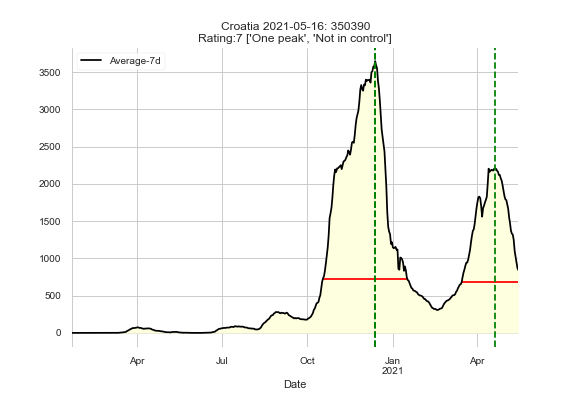 Croatia 2021-05-16: 350390
Rating:7 ['One peak', 'Not in control']
Average-7d
3500
3000
2500
2000
1500
1000
500
0
Apr
Jul
Oct
Jan
2021
Apr
Date